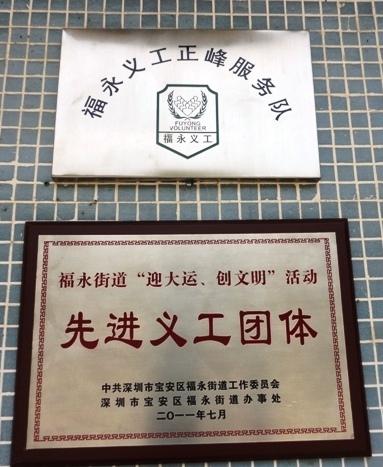 福永义工正峰服务队
FUYONG
VOLUNTEER
福永义工
福永街道“迎大运、创文明”活动
先进义工团体
中共深圳市宝安区福永街道工作委员会
深圳市宝安区福永街道办事处
二〇一一年七月